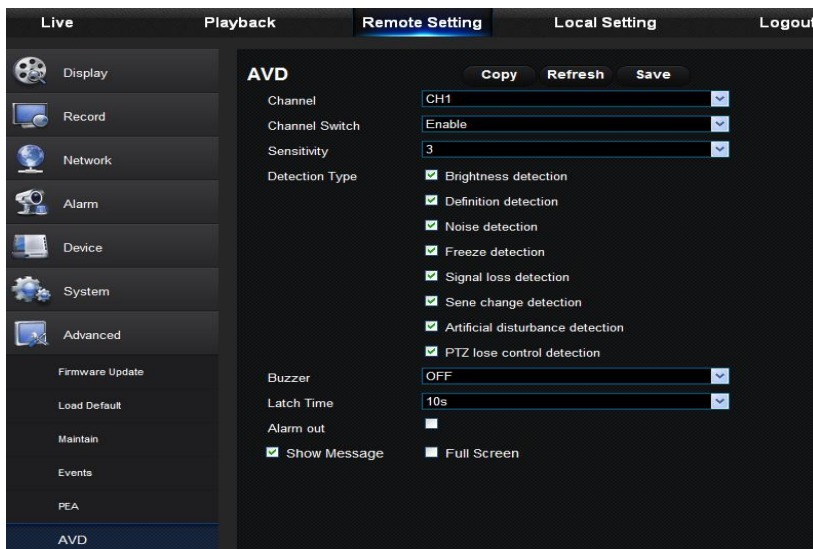 Live Playback Remote Setting Local Setting Logout
Display
Record
Network
Alarm
Device
System
Advanced
Firmware Update
Load Default
Maintain
Events
PEA
AVD
AVD Copy Refresh Save
Channel CH1
Channel Switch Enable
Sensitivity 3
Detection Type Brightness detection
Definition detection
Noise detection
Freeze detection
Signal loss detection
Sene change detection
Artificial disturbance detection
PTZ lose control detection
Buzzer OFF
Latch Time 10s
Alarm out
Show Message Full Screen